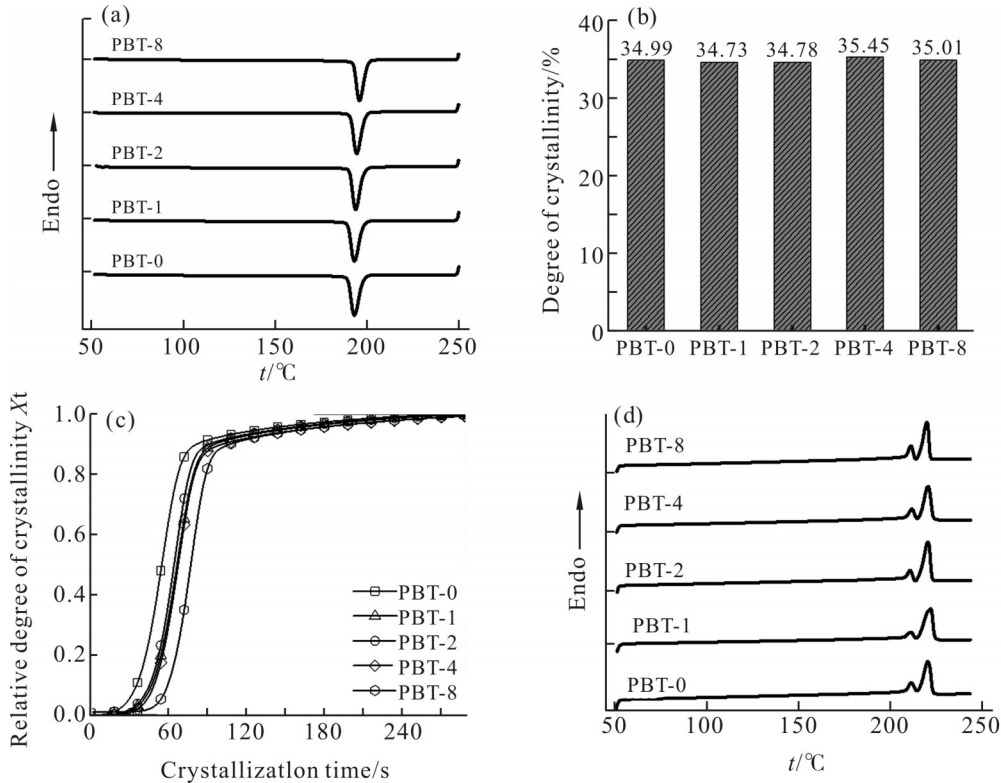 (a)
PBT-8
PBT-4
PBT-2
PBT-1
PBT-0
Endo
50 100 150 200 250
t/°C
(b)
34.99 34.73 34.78 35.45 35.01
40
30
20
10
0
Degree of crystallinity/%
PBT-0 PBT-1 PBT-2 PBT-4 PBT-8
(c)
1.0
0.8
0.6
0.4
0.2
0.0
Relative degree of crystallinity Xt
PBT-0
PBT-1
PBT-2
PBT-4
PBT-8
0 60 120 180 240
Crystallizatlon time/s
(d)
PBT-8
PBT-4
PBT-2
PBT-1
PBT-0
Endo
50 100 150 200 250
t/°C